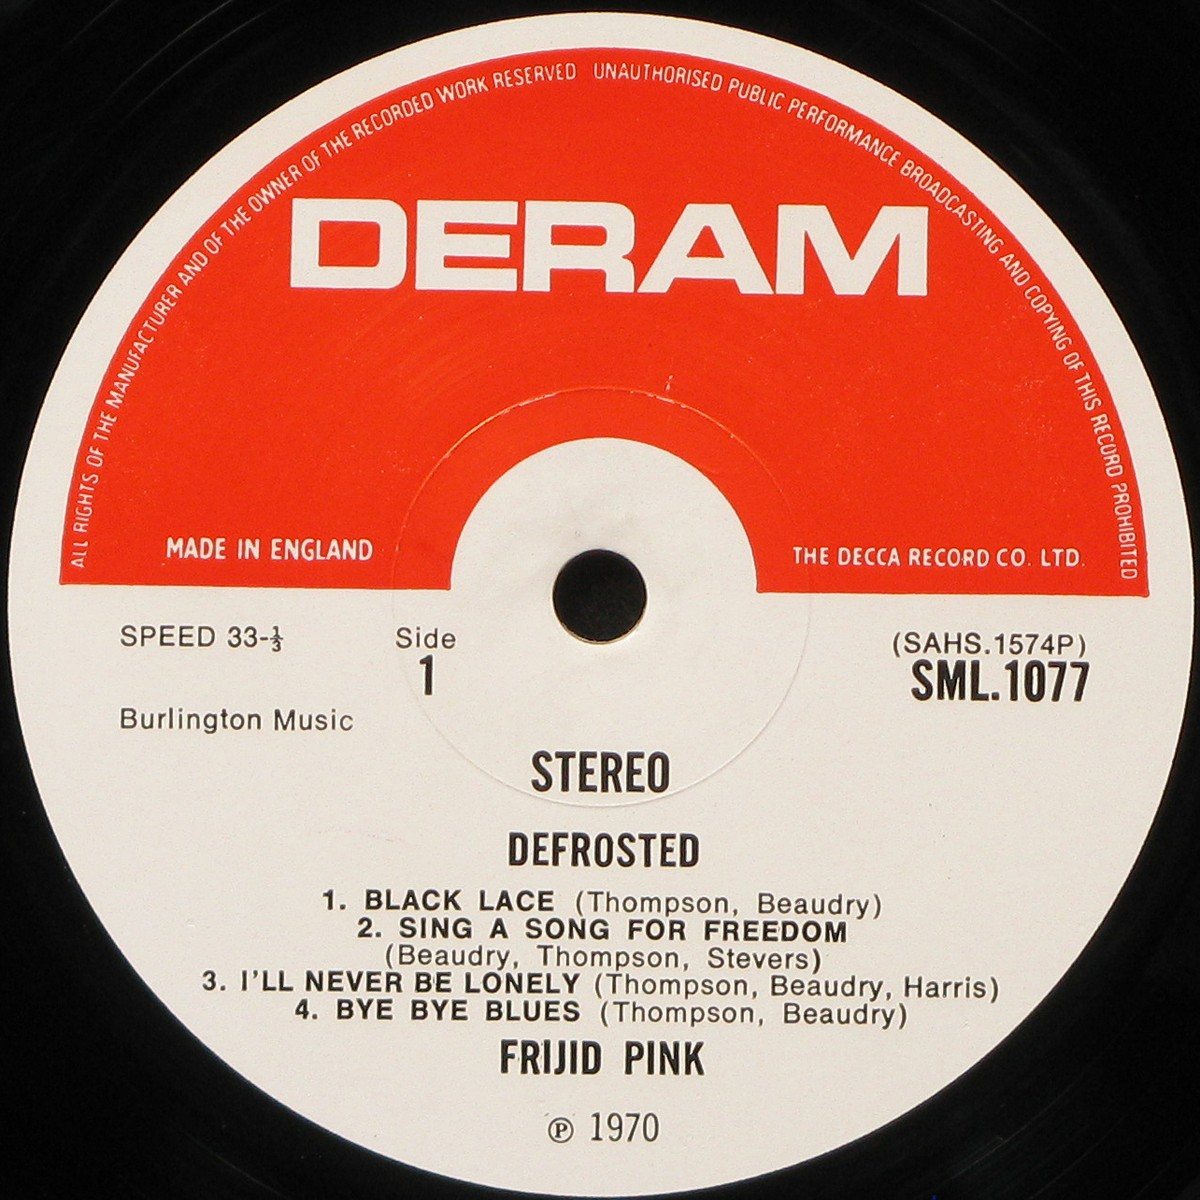 ALL RIGHTS OF THE MANUFACTURER AND OF THE OWNER OF THE RECORDED WORK RESERVED UNAUTHORISED PUBLIC PERFORMANCE BROADCASTING AND COPYING OF THIS RECORD PROHIBITED
DERAM
MADE IN ENGLAND
THE DECCA RECORD CO. LTD.
SPEED 33-⅓
Side
1
(SAHS.1574P)
SML.1077
Burlington Music
STEREO
DEFROSTED
1. BLACK LACE (Thompson, Beaudry)
2. SING A SONG FOR FREEDOM
(Beaudry, Thompson, Stevers)
3. I'LL NEVER BE LONELY (Thompson, Beaudry, Harris)
4. BYE BYE BLUES (Thompson, Beaudry)
FRIJID PINK
℗ 1970